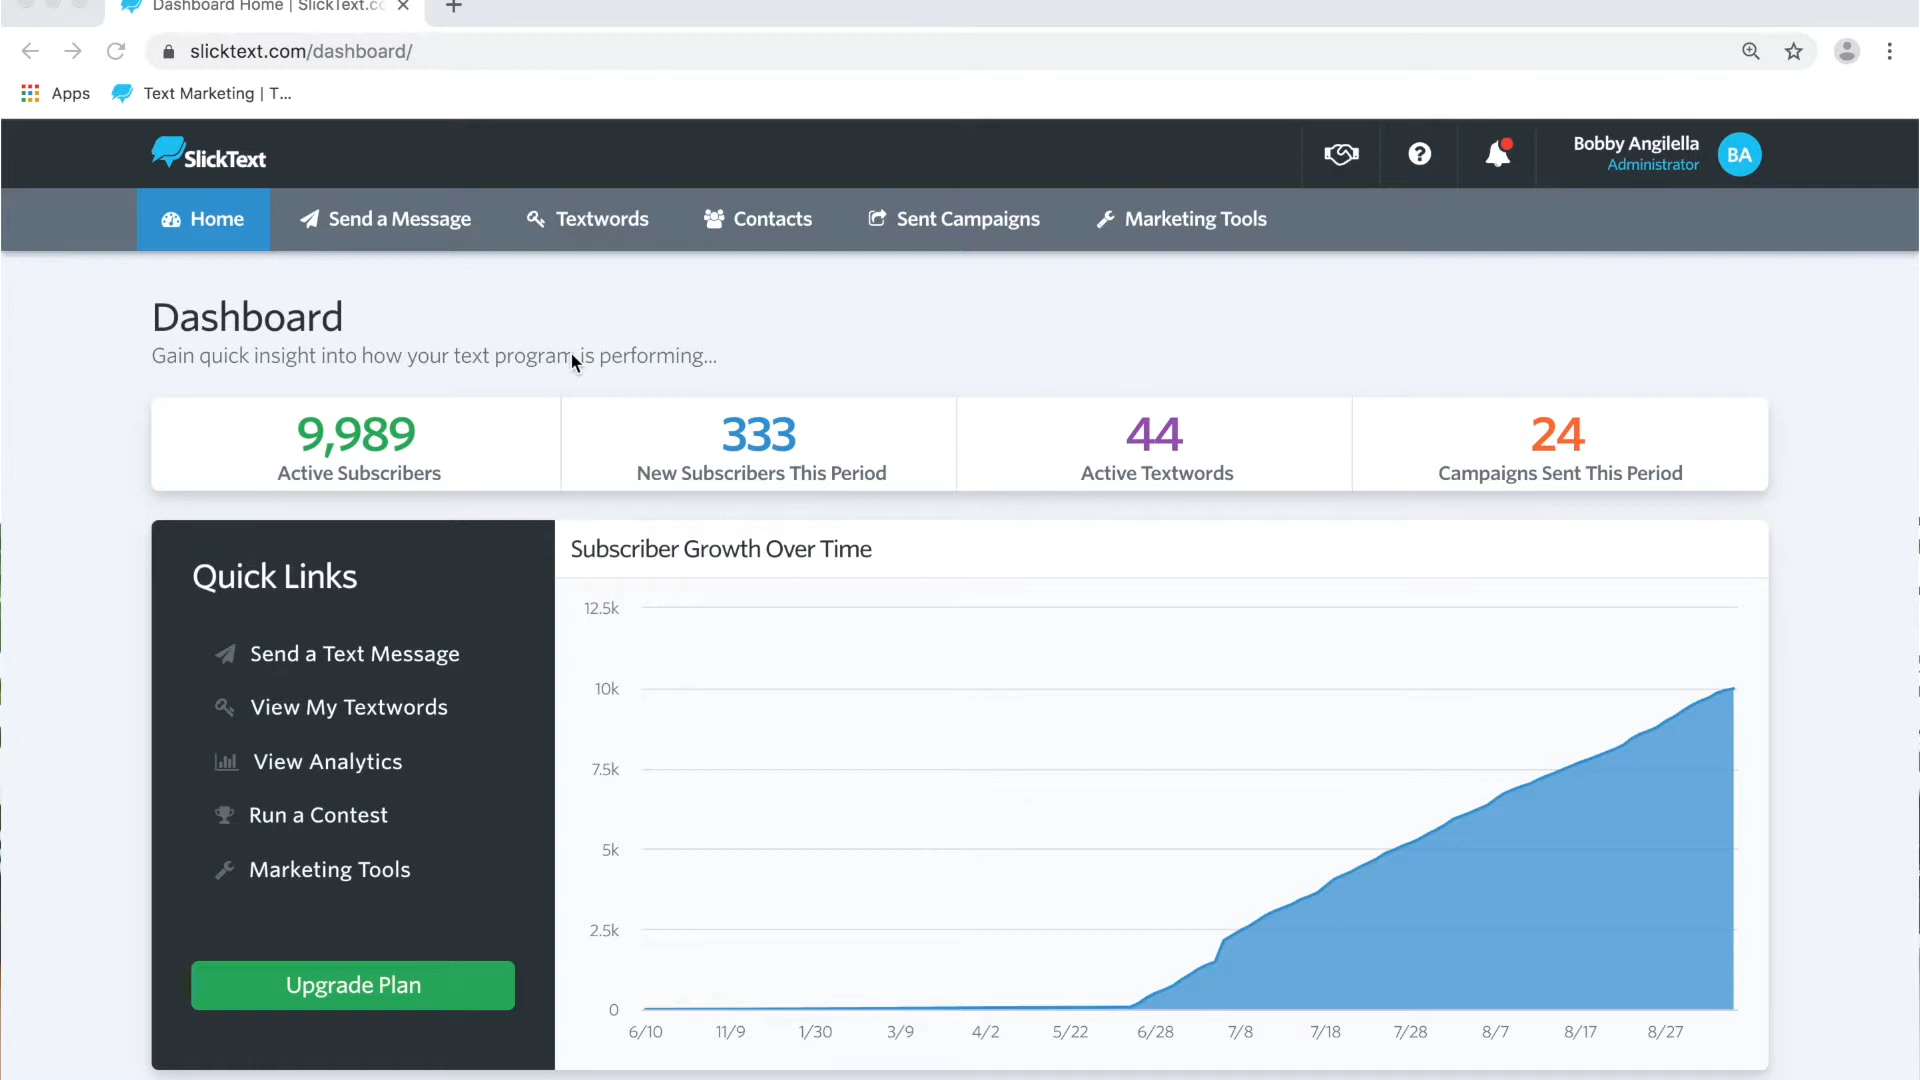 Dashboard Home | SlickText.co
slicktext.com/dashboard/
Apps
Text Marketing | T...
SlickText
Bobby Angilella
Administrator
BA
Home
Send a Message
Textwords
Contacts
Sent Campaigns
Marketing Tools
Dashboard
Gain quick insight into how your text program is performing...
9,989
Active Subscribers
333
New Subscribers This Period
44
Active Textwords
24
Campaigns Sent This Period
Quick Links
Send a Text Message
View My Textwords
View Analytics
Run a Contest
Marketing Tools
Upgrade Plan
Subscriber Growth Over Time
12.5k
10k
7.5k
5k
2.5k
0
6/10 11/9 1/30 3/9 4/2 5/22 6/28 7/8 7/18 7/28 8/7 8/17 8/27